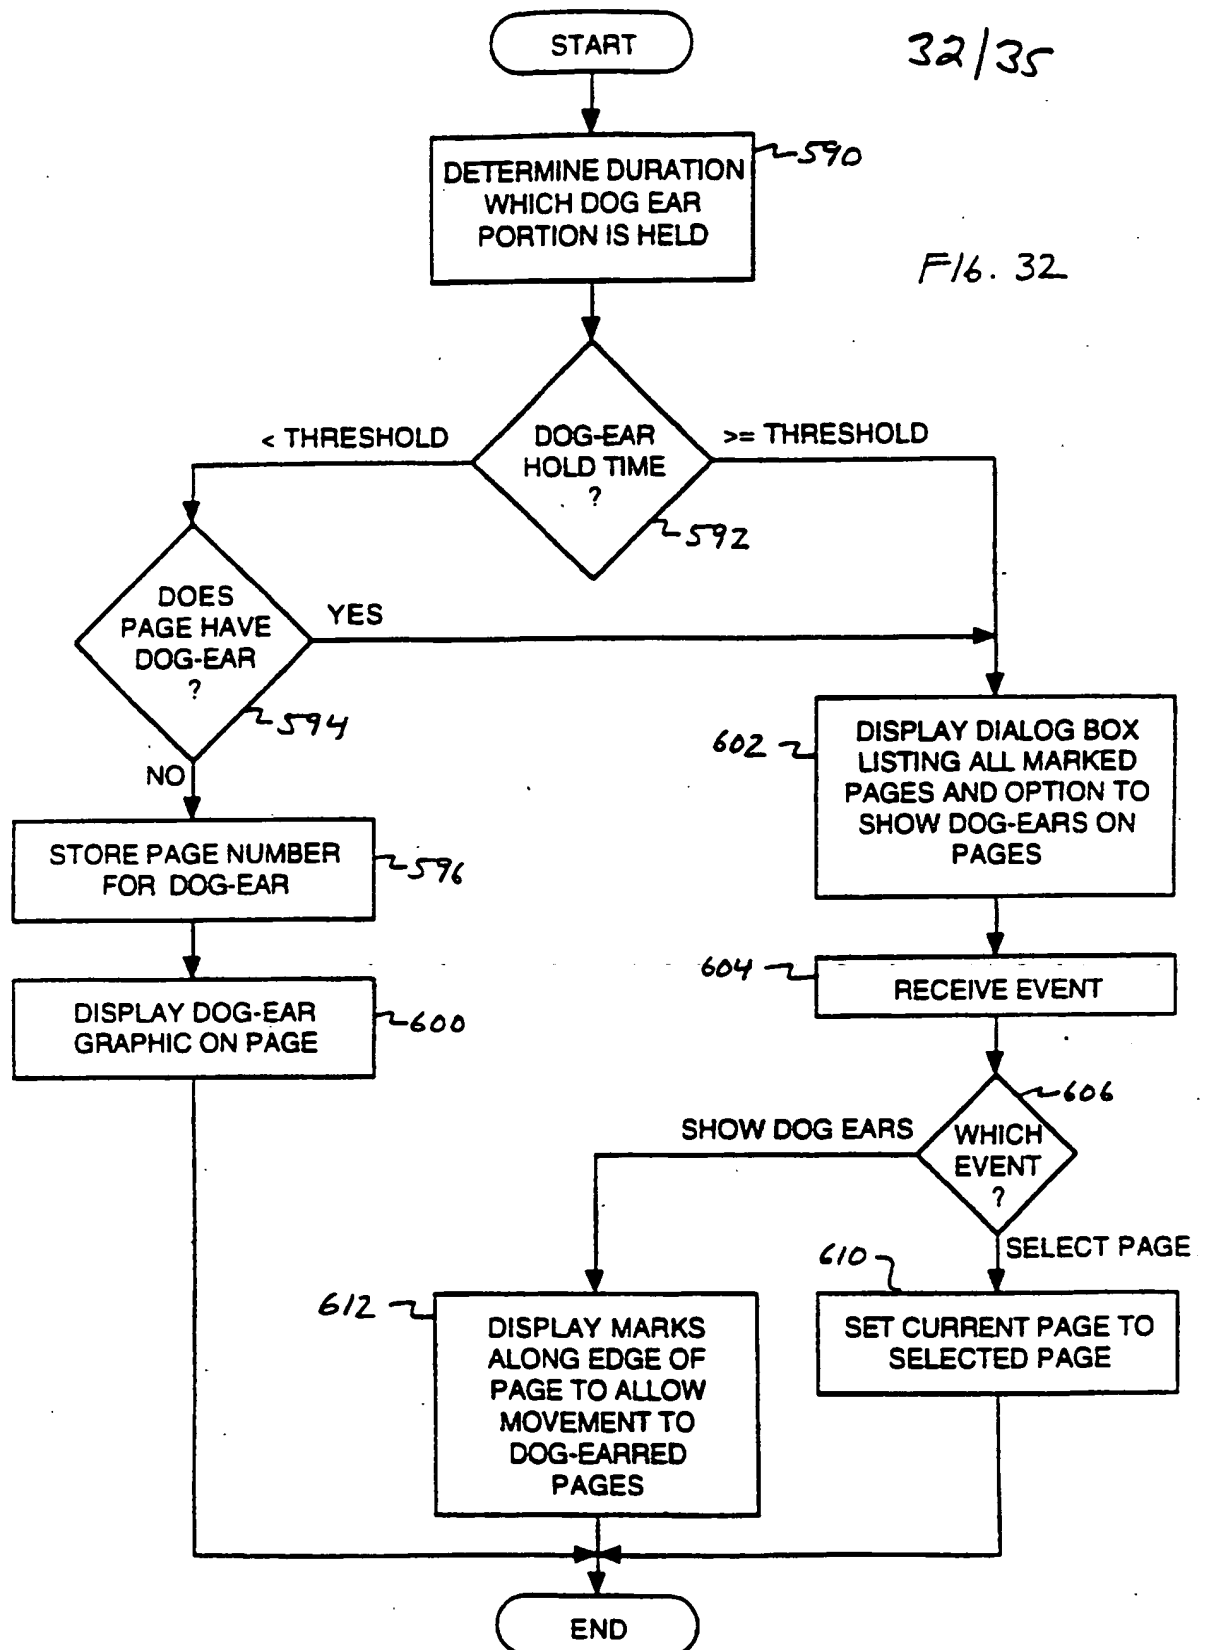 START
32/35
DETERMINE DURATION
WHICH DOG EAR
PORTION IS HELD
590
FIG. 32
< THRESHOLD
DOG-EAR
HOLD TIME
?
>= THRESHOLD
592
DOES
PAGE HAVE
DOG-EAR
?
YES
594
NO
602
DISPLAY DIALOG BOX
LISTING ALL MARKED
PAGES AND OPTION TO
SHOW DOG-EARS ON
PAGES
STORE PAGE NUMBER
FOR DOG-EAR
596
604
RECEIVE EVENT
DISPLAY DOG-EAR
GRAPHIC ON PAGE
600
606
SHOW DOG EARS
WHICH
EVENT
?
SELECT PAGE
610
612
DISPLAY MARKS
ALONG EDGE OF
PAGE TO ALLOW
MOVEMENT TO
DOG-EARRED
PAGES
SET CURRENT PAGE TO
SELECTED PAGE
END